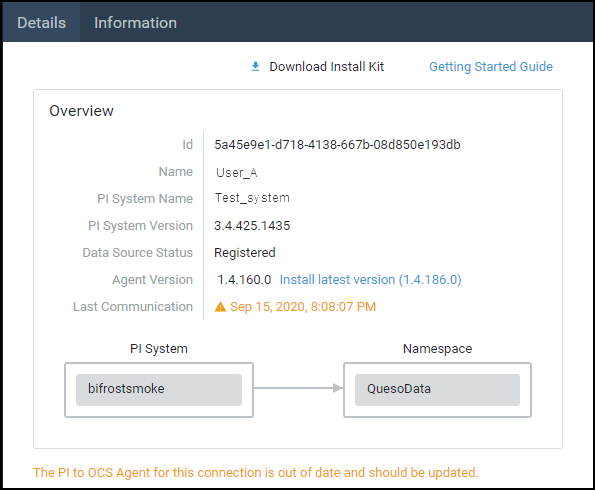 Details Information
Download Install Kit Getting Started Guide
Overview
Id 5a45e9e1-d718-4138-667b-08d850e193db
Name User_A
PI System Name Test_system
PI System Version 3.4.425.1435
Data Source Status Registered
Agent Version 1.4.160.0 Install latest version (1.4.186.0)
Last Communication Sep 15, 2020, 8:08:07 PM
PI System Namespace
bifrostsmoke QuesoData
The PI to OCS Agent for this connection is out of date and should be updated.